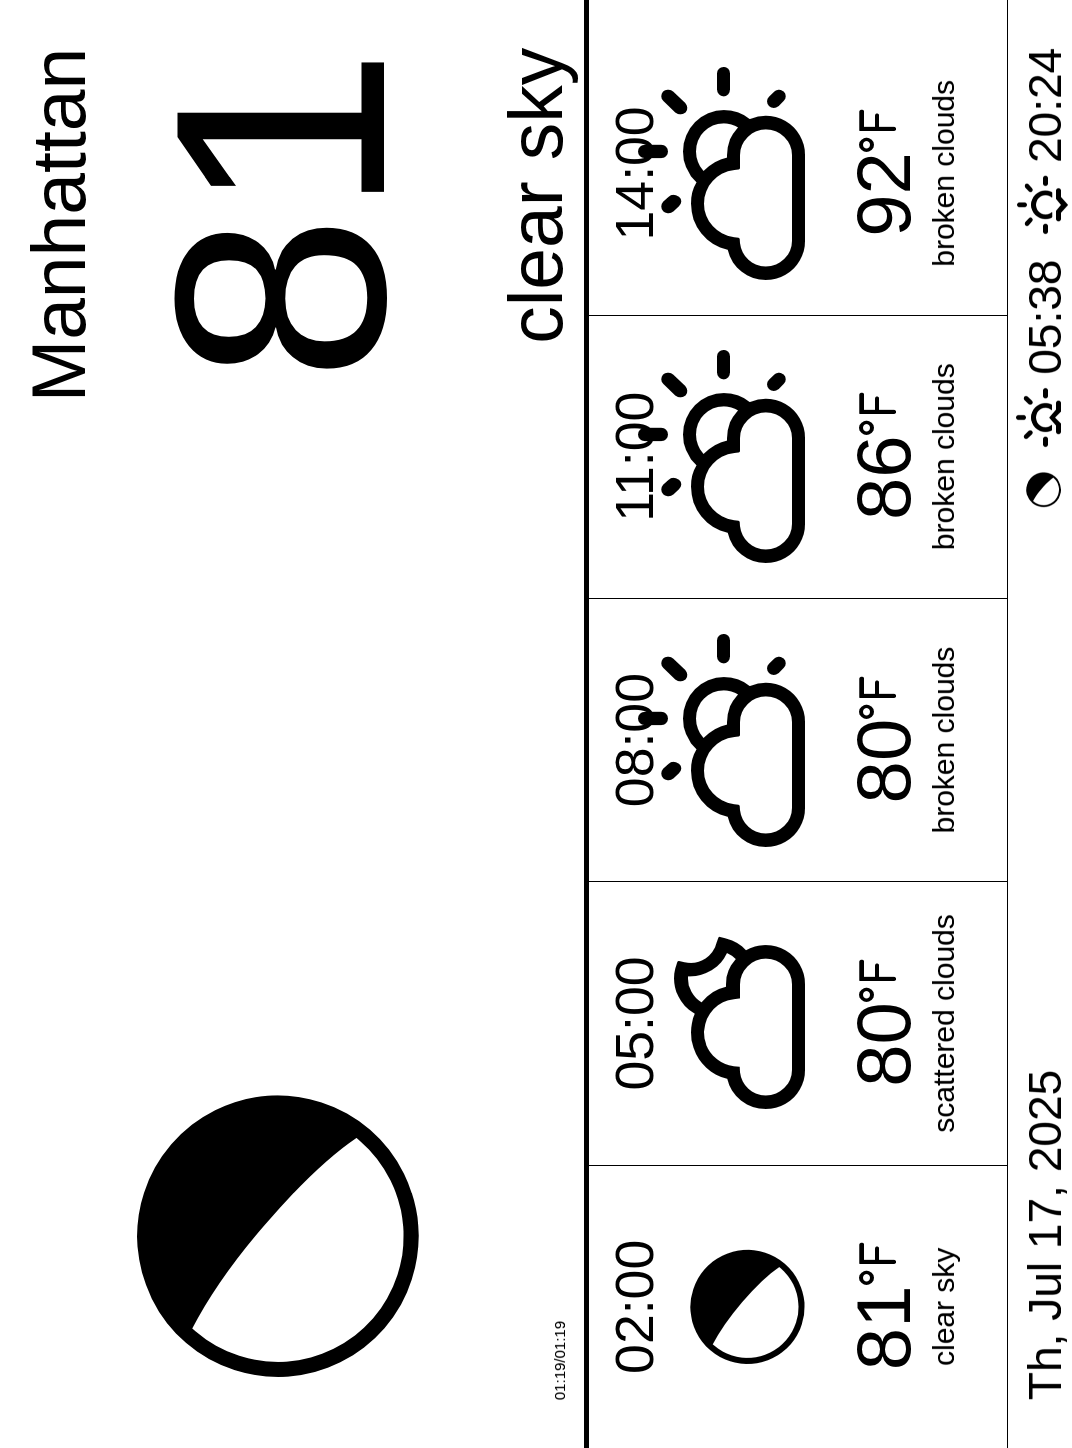 Manhattan
81
clear sky
01:19/01:19
02:00
81°F
clear sky
05:00
80°F
scattered clouds
08:00
80°F
broken clouds
11:00
86°F
broken clouds
14:00
92°F
broken clouds
Th, Jul 17, 2025
05:38 20:24